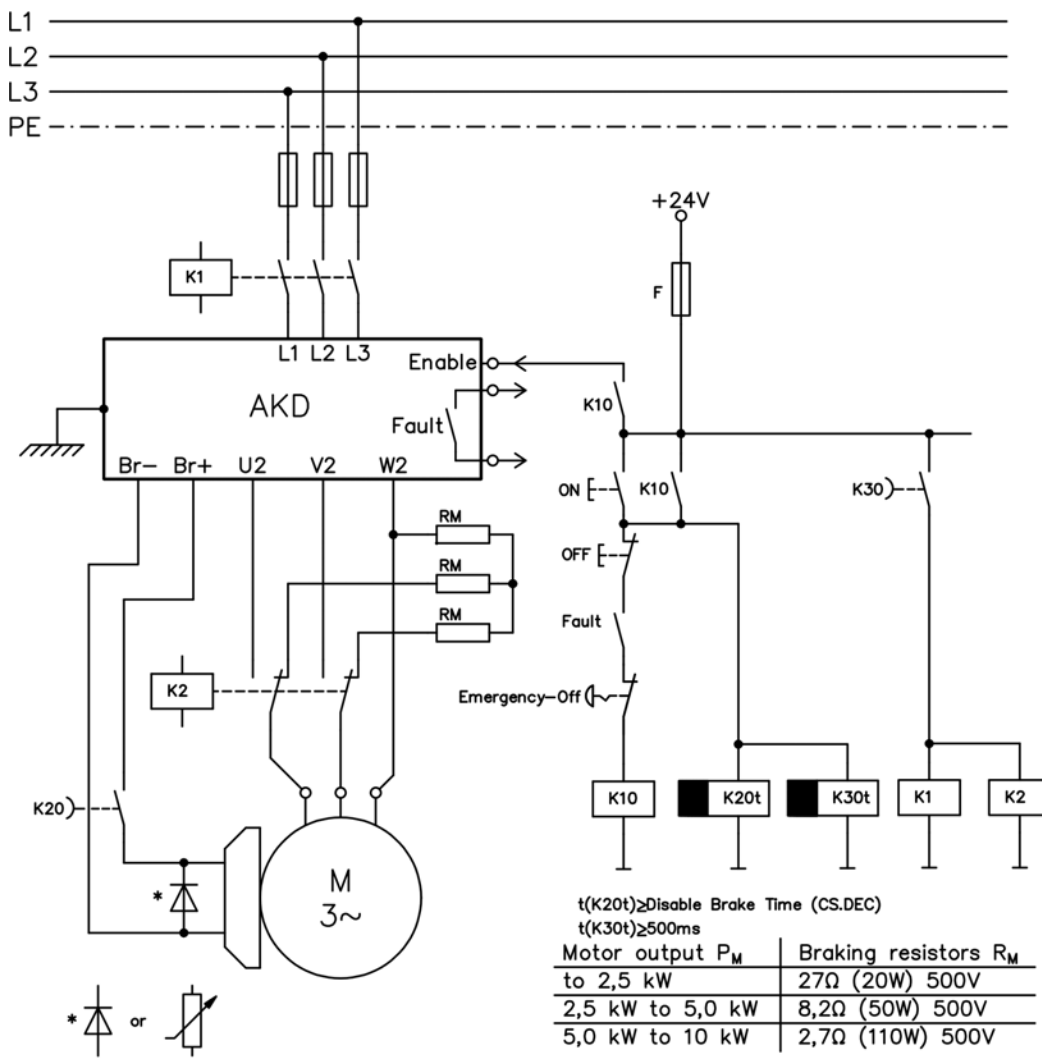 L1
L2
L3
PE
+24V
K1
F
L1 L2 L3
Enable
AKD
K10
Fault
Br- Br+ U2 V2 W2
ON
K10
K30
RM
OFF
RM
Fault
RM
K2
Emergency-Off
K20
K10
K20t
K30t
K1
K2
M
3~
*
t(K20t)≥Disable Brake Time (CS.DEC)
t(K30t)≥500ms
Motor output PM Braking resistors RM
to 2,5 kW 27Ω (20W) 500V
2,5 kW to 5,0 kW 8,2Ω (50W) 500V
5,0 kW to 10 kW 2,7Ω (110W) 500V
* or